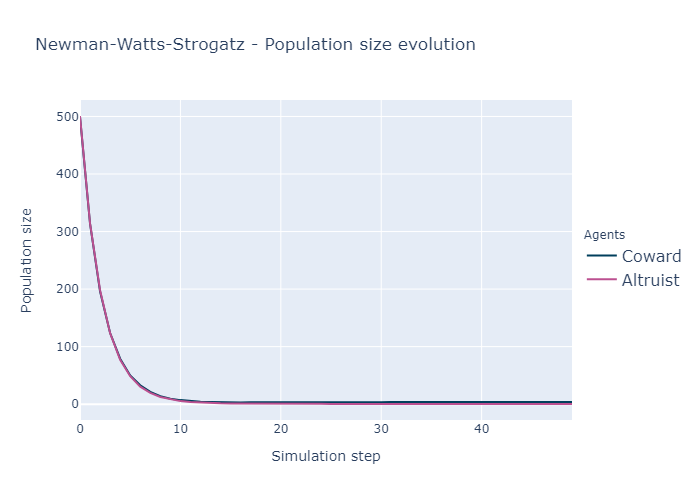 Newman-Watts-Strogatz - Population size evolution
500
400
300
200
100
0
Population size
0 10 20 30 40
Simulation step
Agents
Coward
Altruist